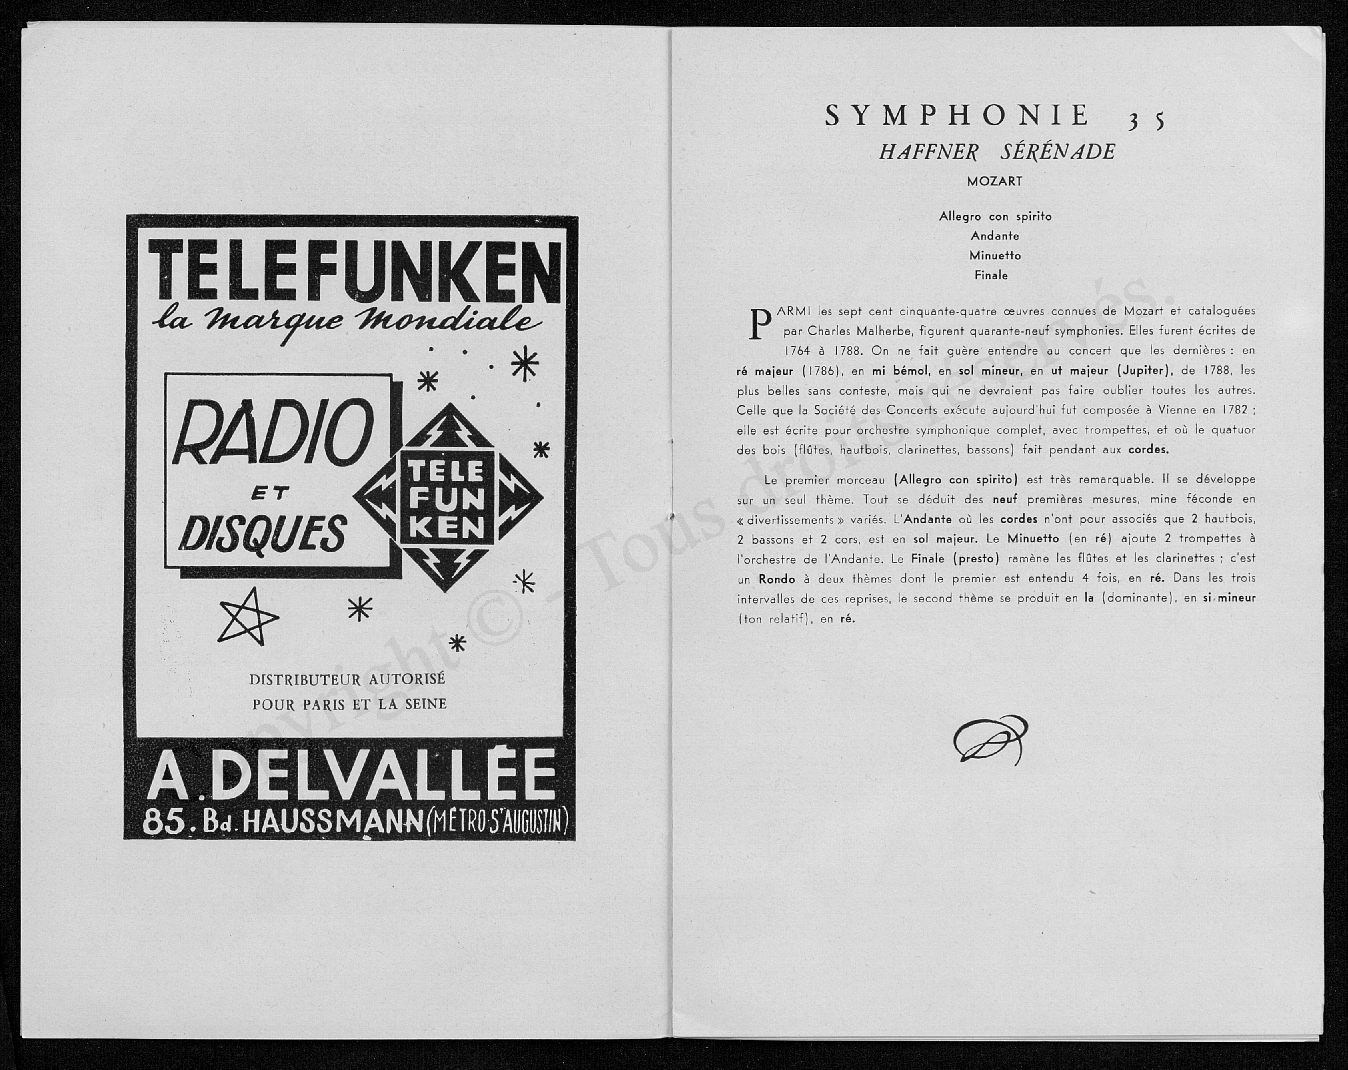 TELEFUNKEN
la marque mondiale
RADIO
ET
DISQUES
TELE
FUN
KEN
DISTRIBUTEUR AUTORISÉ
POUR PARIS ET LA SEINE
A. DELVALLÉE
85. Bd. HAUSSMANN (MÉTRO ST AUGUSTIN)
SYMPHONIE 35
HAFFNER SÉRÉNADE
MOZART
Allegro con spirito
Andante
Minuetto
Finale
PARMI les sept cent cinquante-quatre œuvres connues de Mozart et cataloguées
par Charles Malherbe, figurent quarante-neuf symphonies. Elles furent écrites de
1764 à 1788. On ne fait guère entendre au concert que les dernières : en
ré majeur (1786), en mi bémol, en sol mineur, en ut majeur (Jupiter), de 1788, les
plus belles sans conteste, mais qui ne devraient pas faire oublier toutes les autres.
Celle que la Société des Concerts exécute aujourd'hui fut composée à Vienne en 1782 ;
elle est écrite pour orchestre symphonique complet, avec trompettes, et où le quatuor
des bois (flûtes, hautbois, clarinettes, bassons) fait pendant aux cordes.
Le premier morceau (Allegro con spirito) est très remarquable. Il se développe
sur un seul thème. Tout se déduit des neuf premières mesures, mine féconde en
« divertissements » variés. L'Andante où les cordes n'ont pour associés que 2 hautbois,
2 bassons et 2 cors, est en sol majeur. Le Minuetto (en ré) ajoute 2 trompettes à
l'orchestre de l'Andante. Le Finale (presto) ramène les flûtes et les clarinettes ; c'est
un Rondo à deux thèmes dont le premier est entendu 4 fois, en ré. Dans les trois
intervalles de ces reprises, le second thème se produit en la (dominante), en si mineur
(ton relatif), en ré.
Copyright © - Tous droits réservés.